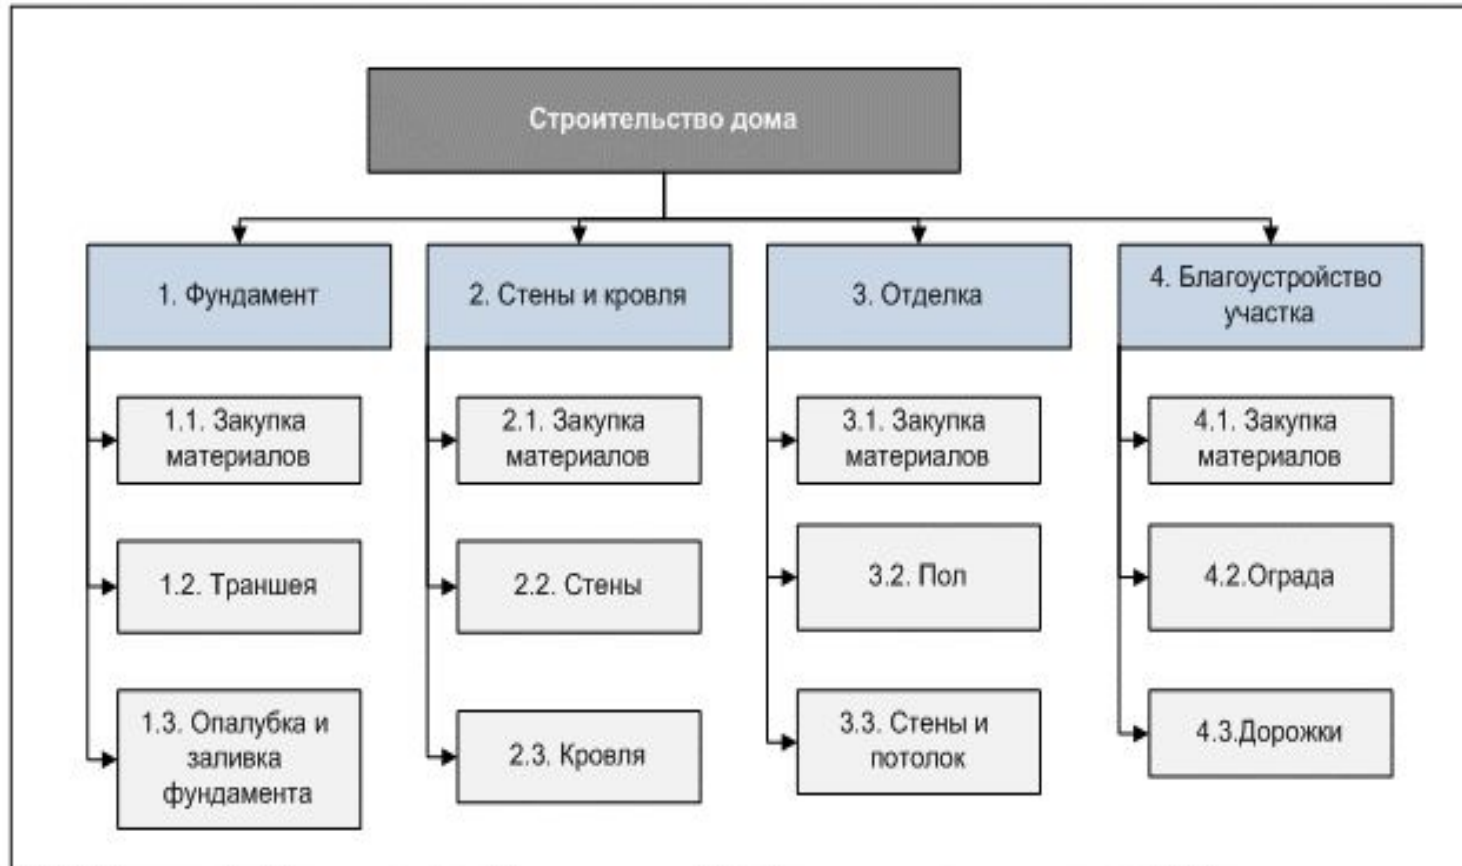 Строительство дома
1. Фундамент
2. Стены и кровля
3. Отделка
4. Благоустройство
участка
1.1. Закупка
материалов
2.1. Закупка
материалов
3.1. Закупка
материалов
4.1. Закупка
материалов
1.2. Траншея
2.2. Стены
3.2. Пол
4.2.Ограда
1.3. Опалубка и
заливка
фундамента
2.3. Кровля
3.3. Стены и
потолок
4.3.Дорожки